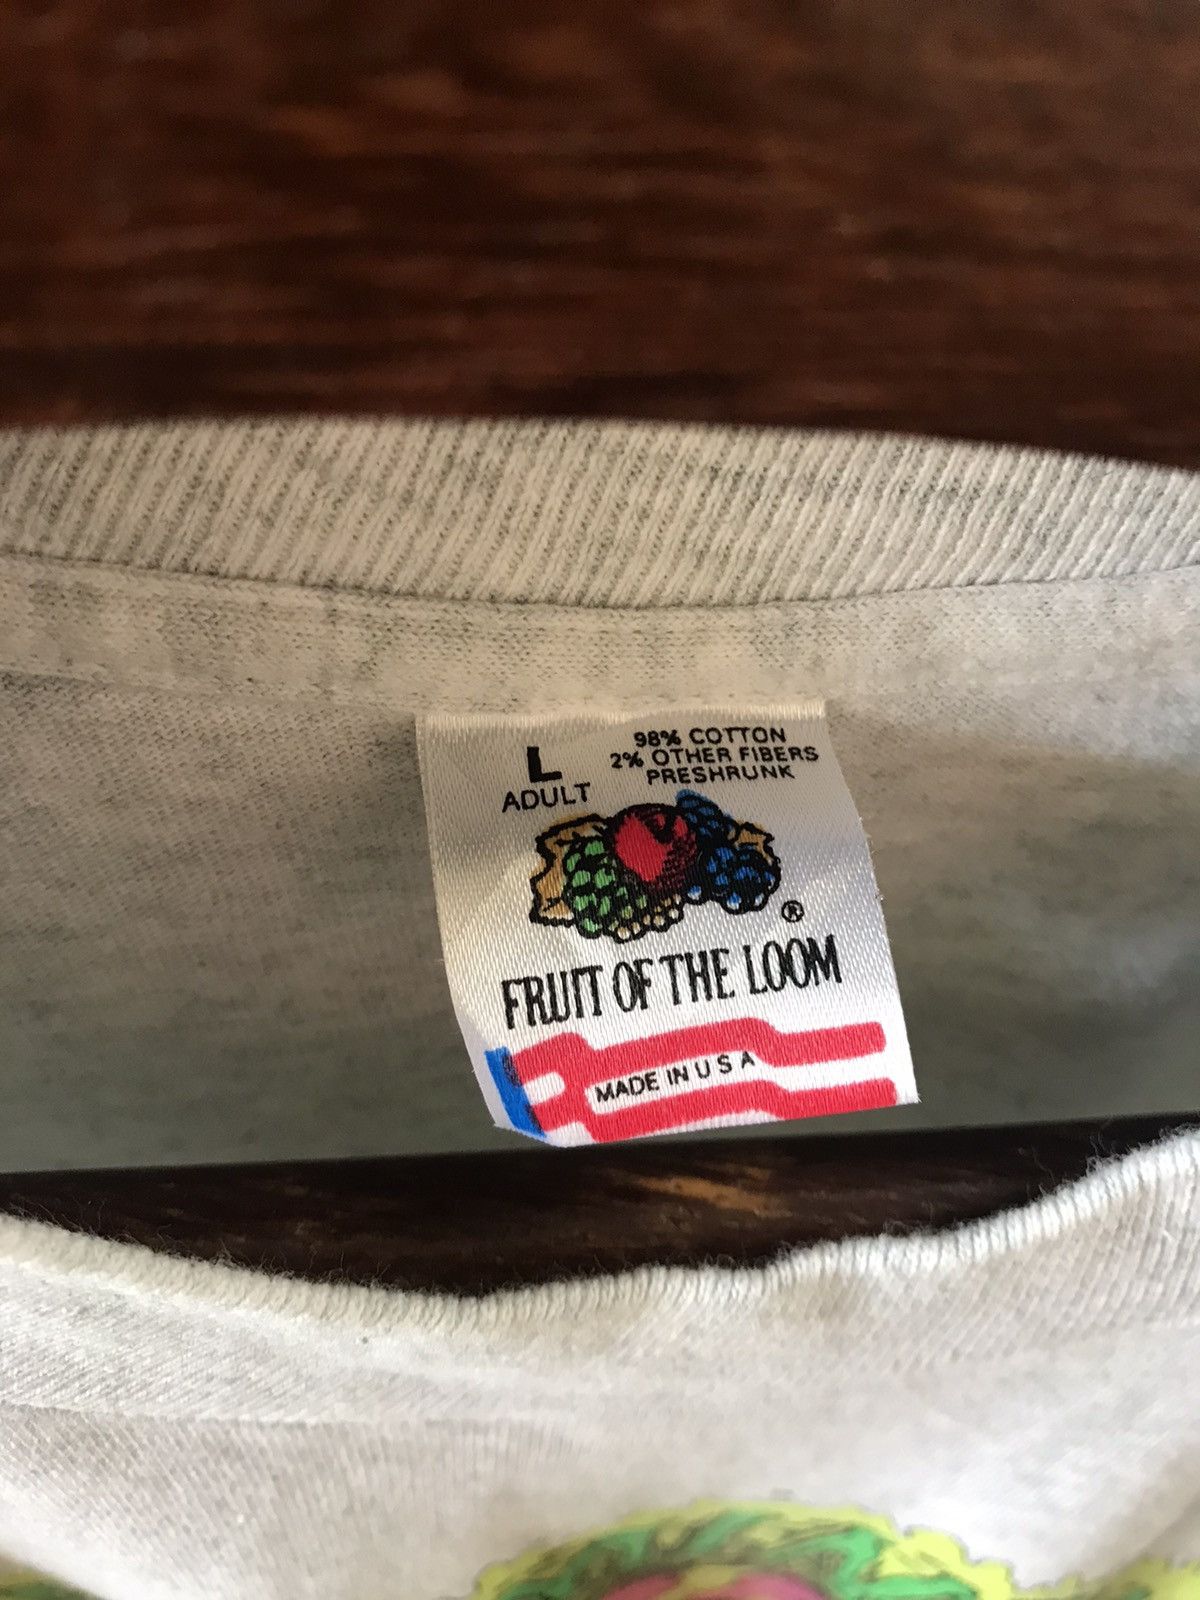 L
ADULT
98% COTTON
2% OTHER FIBERS
PRESHRUNK
®
FRUIT OF THE LOOM
MADE IN U S A